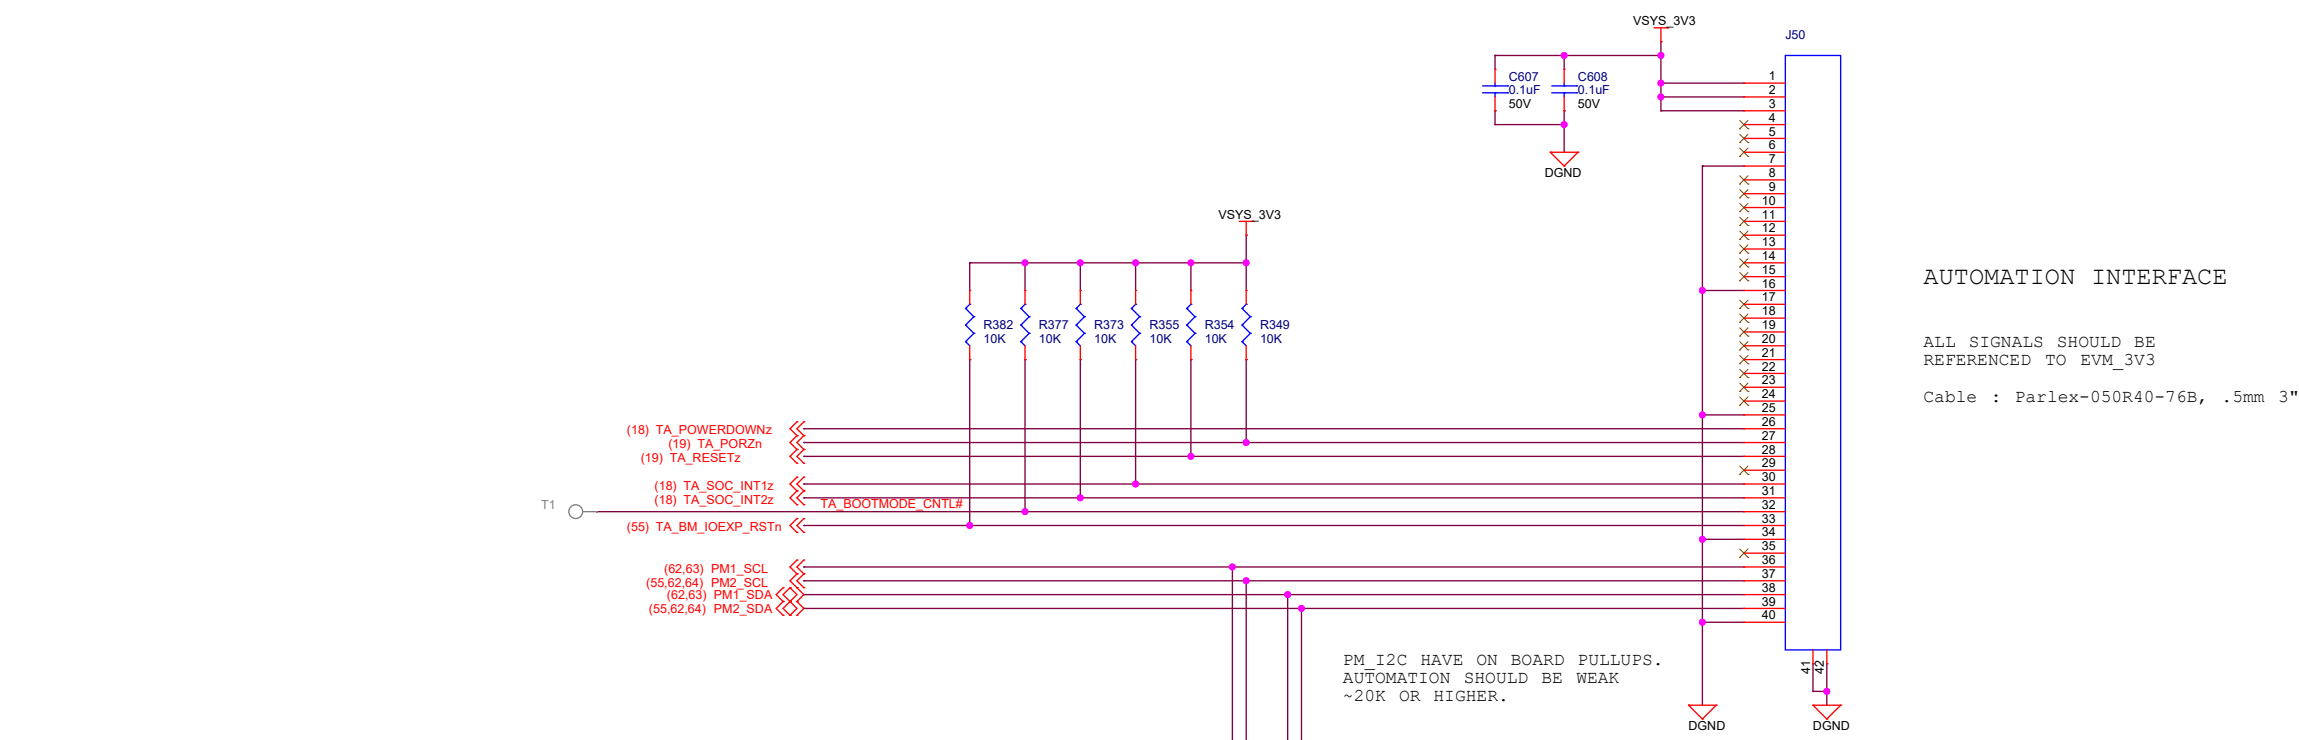 VSYS_3V3
J50
C607
0.1uF
50V
C608
0.1uF
50V
DGND
1
2
3
4
5
6
7
8
9
10
11
12
13
14
15
16
17
18
19
20
21
22
23
24
25
26
27
28
29
30
31
32
33
34
35
36
37
38
39
40
41
42
VSYS_3V3
R382
10K
R377
10K
R373
10K
R355
10K
R354
10K
R349
10K
AUTOMATION INTERFACE
ALL SIGNALS SHOULD BE
REFERENCED TO EVM_3V3
Cable : Parlex-050R40-76B, .5mm 3"
(18) TA_POWERDOWNz
(19) TA_PORZn
(19) TA_RESETz
(18) TA_SOC_INT1z
(18) TA_SOC_INT2z
TA_BOOTMODE_CNTL#
T1
(55) TA_BM_IOEXP_RSTn
(62,63) PM1_SCL
(55,62,64) PM2_SCL
(62,63) PM1_SDA
(55,62,64) PM2_SDA
PM_I2C HAVE ON BOARD PULLUPS.
AUTOMATION SHOULD BE WEAK
~20K OR HIGHER.
DGND
DGND